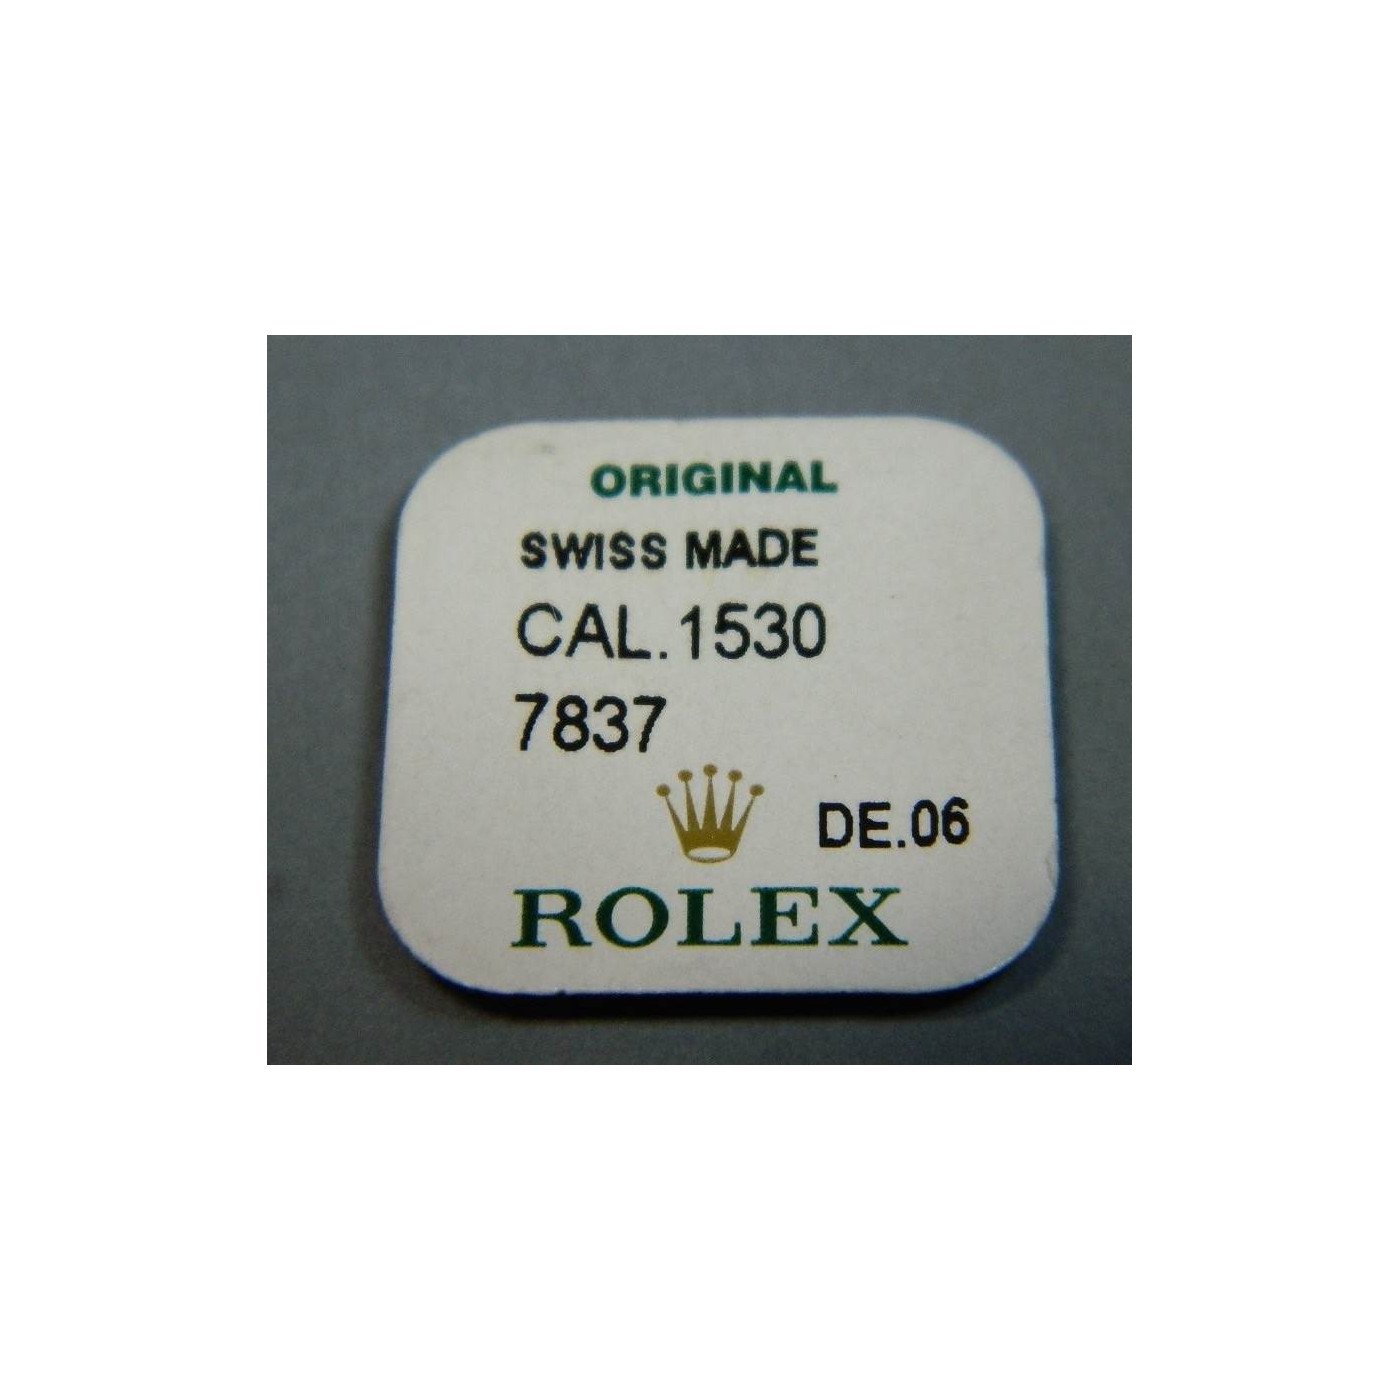 ORIGINAL
SWISS MADE
CAL.1530
7837
DE.06
ROLEX